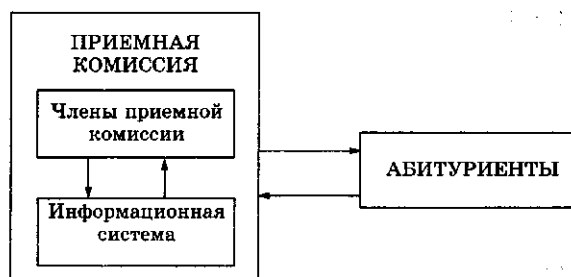 ПРИЕМНАЯ
КОМИССИЯ
Члены приемной
комиссии
Информационная
система
АБИТУРИЕНТЫ